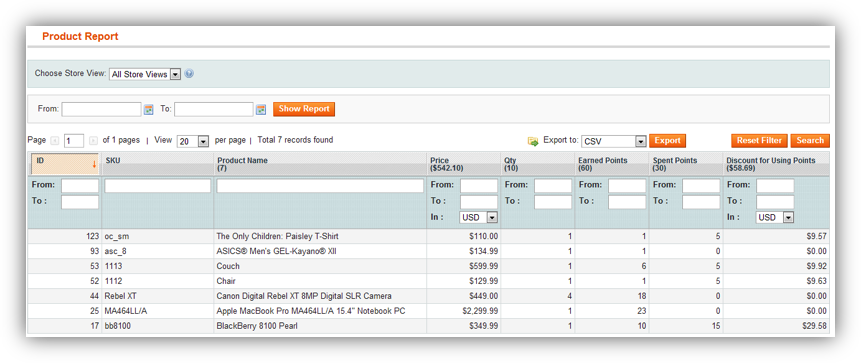 Product Report
Choose Store View: All Store Views
From: To: Show Report
Page 1 of 1 pages | View 20 per page | Total 7 records found Export to: CSV Export Reset Filter Search
ID SKU Product Name (7) Price ($542.10) Qty (10) Earned Points (60) Spent Points (30) Discount for Using Points ($58.69)
From: From: From: From: From: From:
To : To : To : To : To : To :
In : USD In : USD
123 oc_sm The Only Children: Paisley T-Shirt $110.00 1 1 5 $9.57
93 asc_8 ASICS® Men's GEL-Kayano® XII $134.99 1 1 0 $0.00
53 1113 Couch $599.99 1 6 5 $9.92
52 1112 Chair $129.99 1 1 5 $9.63
44 Rebel XT Canon Digital Rebel XT 8MP Digital SLR Camera $449.00 4 18 0 $0.00
25 MA464LL/A Apple MacBook Pro MA464LL/A 15.4" Notebook PC $2,299.99 1 23 0 $0.00
17 bb8100 BlackBerry 8100 Pearl $349.99 1 10 15 $29.58